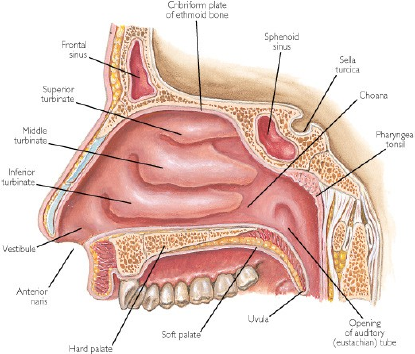 Cribriform plate
of ethmoid bone
Frontal
sinus
Sphenoid
sinus
Sella
turcica
Superior
turbinate
Choana
Middle
turbinate
Pharyngea
tonsil
Inferior
turbinate
Vestibule
Anterior
naris
Hard palate
Soft palate
Uvula
Opening
of auditory
(eustachian) tube